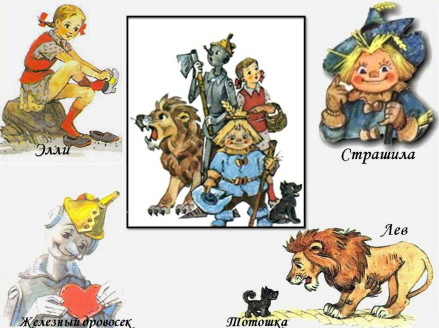 Элли
Страшила
Лев
Железный дровосек
Тотошка